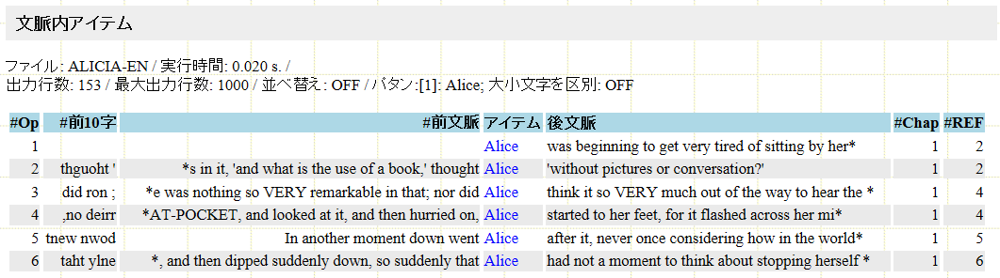 文脈内アイテム
ファイル: ALICIA-EN / 実行時間: 0.020 s. /
出力行数: 153 / 最大出力行数: 1000 / 並べ替え: OFF / パタン:[1]: Alice; 大小文字を区別: OFF
#Op #前10字 #前文脈 アイテム 後文脈 #Chap #REF
1 Alice was beginning to get very tired of sitting by her* 1 2
2 thguoht ' *s in it, 'and what is the use of a book,' thought Alice 'without pictures or conversation?' 1 2
3 did ron ; *e was nothing so VERY remarkable in that; nor did Alice think it so VERY much out of the way to hear the * 1 4
4 ,no deirr *AT-POCKET, and looked at it, and then hurried on, Alice started to her feet, for it flashed across her mi* 1 4
5 tnew nwod In another moment down went Alice after it, never once considering how in the world* 1 5
6 taht ylne *, and then dipped suddenly down, so suddenly that Alice had not a moment to think about stopping herself * 1 6